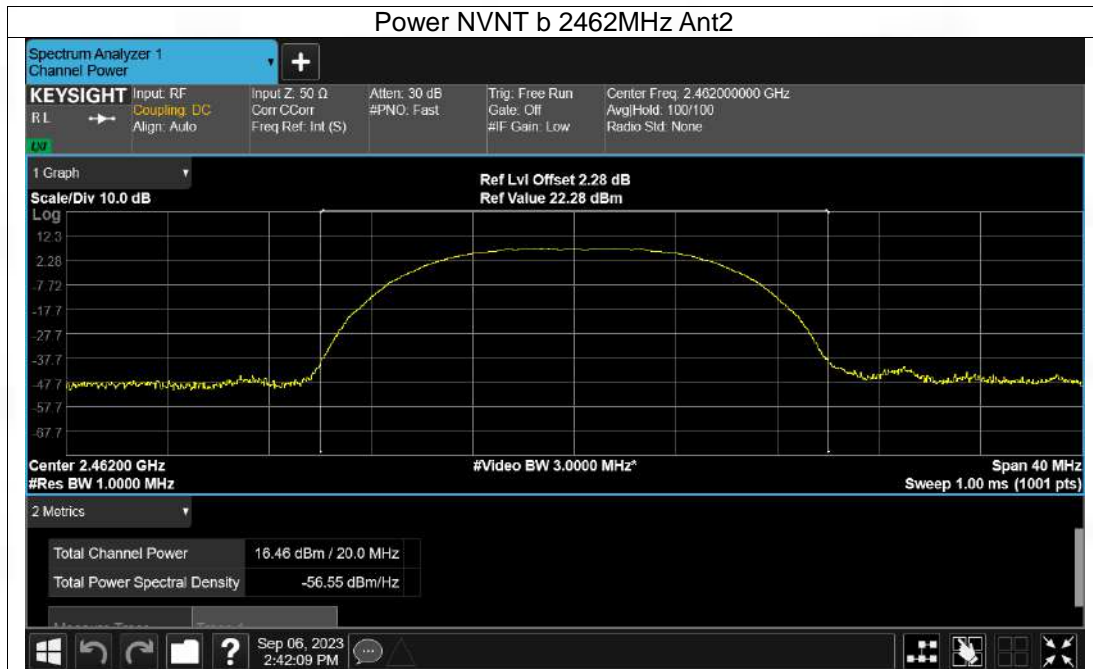 Power NVNT b 2462MHz Ant2
Spectrum Analyzer 1
Channel Power
KEYSIGHT
R L
LXI
Input: RF
Coupling: DC
Align: Auto
Input Z: 50 Ω
Corr CCorr
Freq Ref: Int (S)
Atten: 30 dB
#PNO: Fast
Trig: Free Run
Gate: Off
#IF Gain: Low
Center Freq: 2.462000000 GHz
Avg|Hold: 100/100
Radio Std: None
1 Graph
Scale/Div 10.0 dB
Ref Lvl Offset 2.28 dB
Ref Value 22.28 dBm
Log
12.3
2.28
-7.72
-17.7
-27.7
-37.7
-47.7
-57.7
-67.7
Center 2.46200 GHz
#Res BW 1.0000 MHz
#Video BW 3.0000 MHz*
Span 40 MHz
Sweep 1.00 ms (1001 pts)
2 Metrics
Total Channel Power 16.46 dBm / 20.0 MHz
Total Power Spectral Density -56.55 dBm/Hz
?
Sep 06, 2023
2:42:09 PM